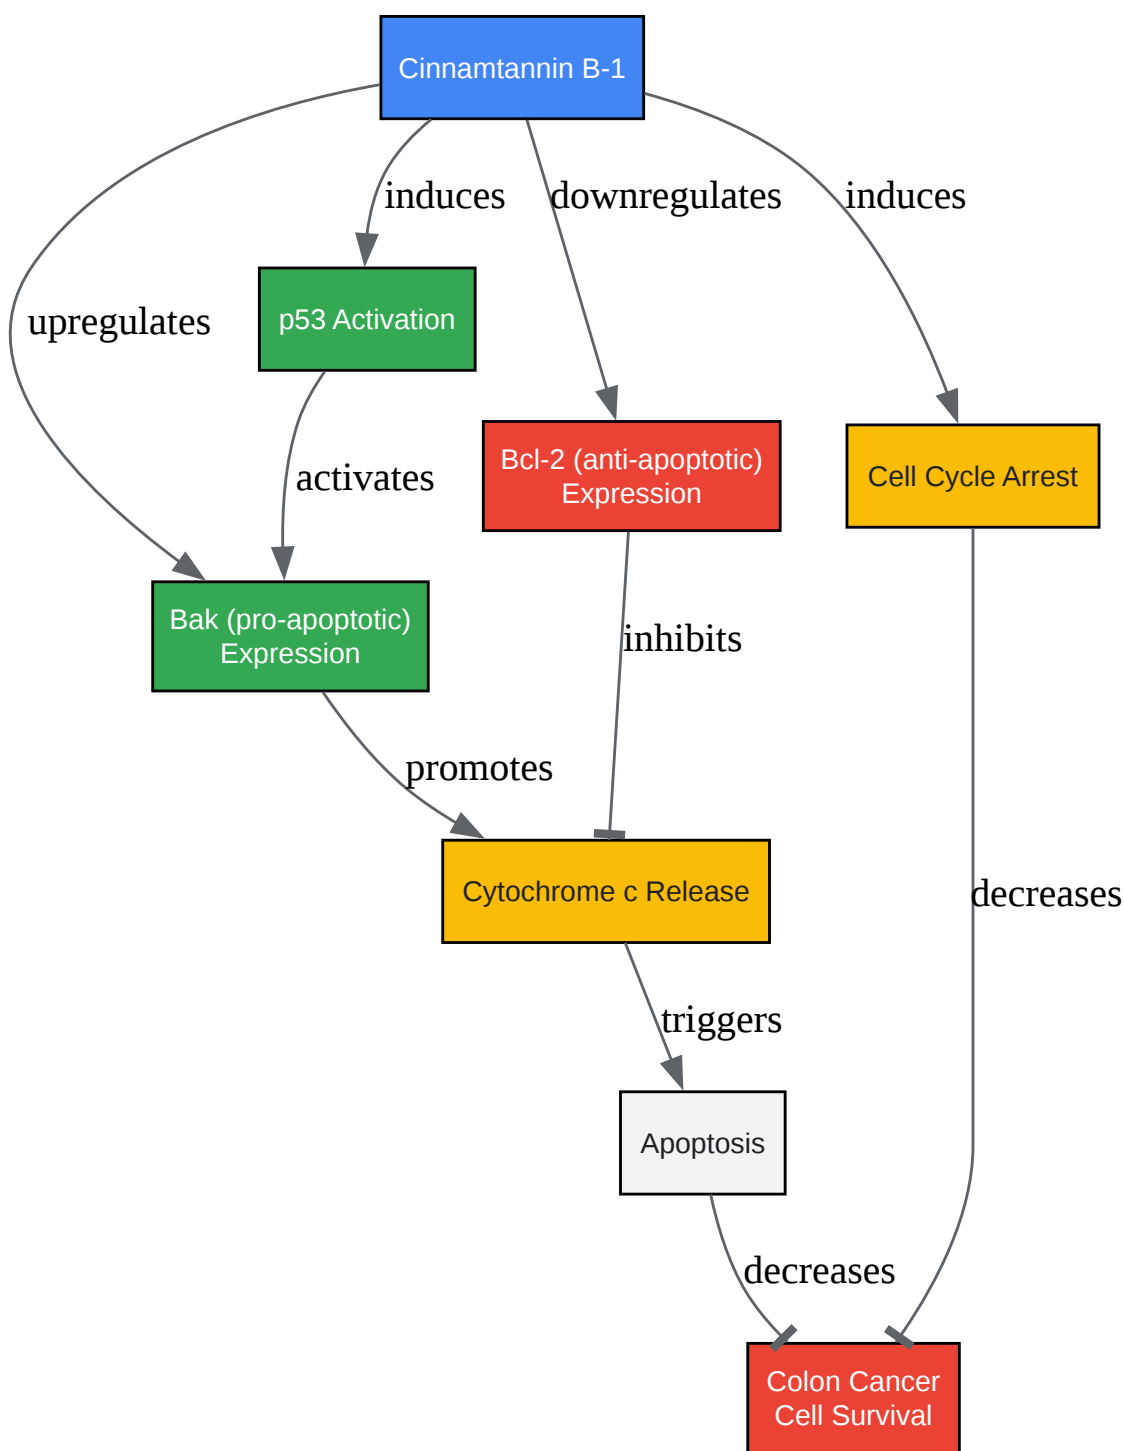 Cinnamtannin B-1
induces
downregulates
induces
upregulates
p53 Activation
activates
Bcl-2 (anti-apoptotic)
Expression
Cell Cycle Arrest
Bak (pro-apoptotic)
Expression
inhibits
promotes
Cytochrome c Release
decreases
triggers
Apoptosis
decreases
Colon Cancer
Cell Survival